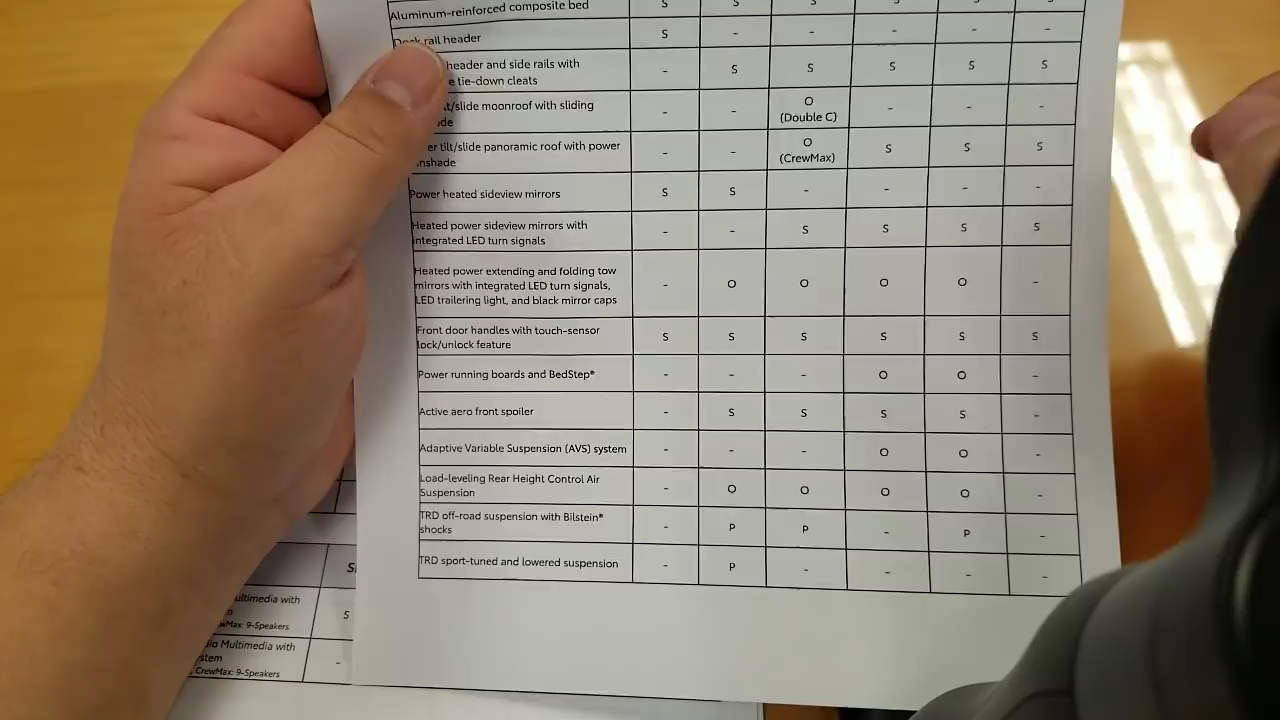 Aluminum-reinforced composite bed S S S S S S
Deck rail header S - - - - -
header and side rails with
tie-down cleats - S S S S S
/slide moonroof with sliding
- - O (Double C) - - -
tilt/slide panoramic roof with power
- - O (CrewMax) S S S
Power heated sideview mirrors S S - - - -
Heated power sideview mirrors with
integrated LED turn signals - - S S S S
Heated power extending and folding tow
mirrors with integrated LED turn signals, - O O O O -
LED trailering light, and black mirror caps
Front door handles with touch-sensor
lock/unlock feature S S S S S S
Power running boards and BedStep® - - - O O -
Active aero front spoiler - S S S S -
Adaptive Variable Suspension (AVS) system - - - O O -
Load-leveling Rear Height Control Air
Suspension - O O O O -
TRD off-road suspension with Bilstein®
shocks - P P - P -
TRD sport-tuned and lowered suspension - P - - - -
S
ultimedia with
S
wMax: 9-Speakers
io Multimedia with
stem -
CrewMax: 9-Speakers